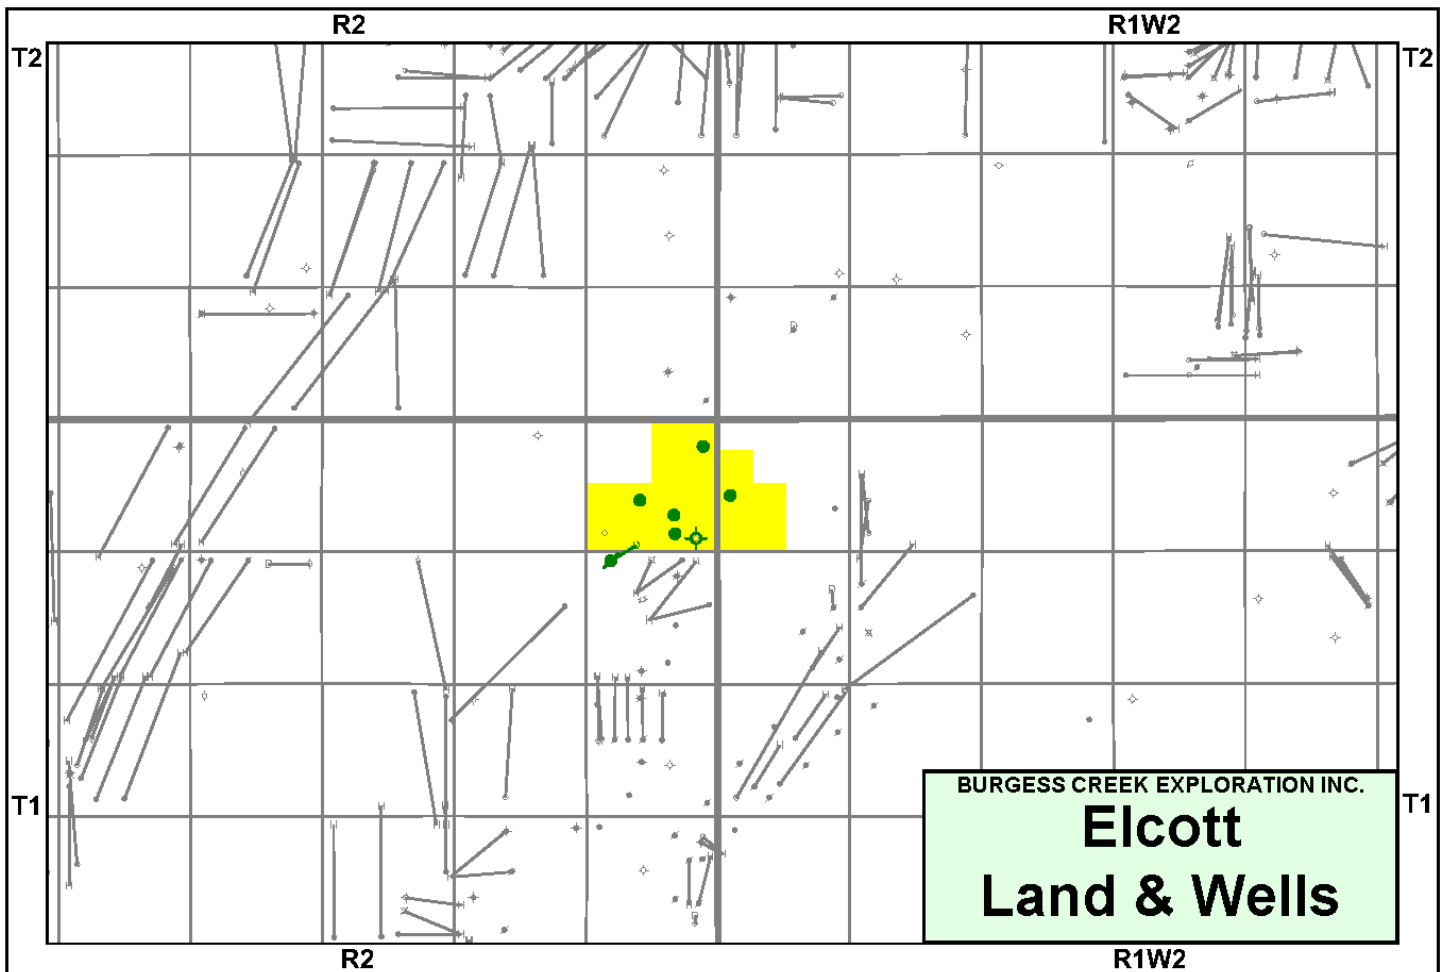 R2 R1W2
T2 T2
T1 T1
BURGESS CREEK EXPLORATION INC.
Elcott
Land & Wells
R2 R1W2